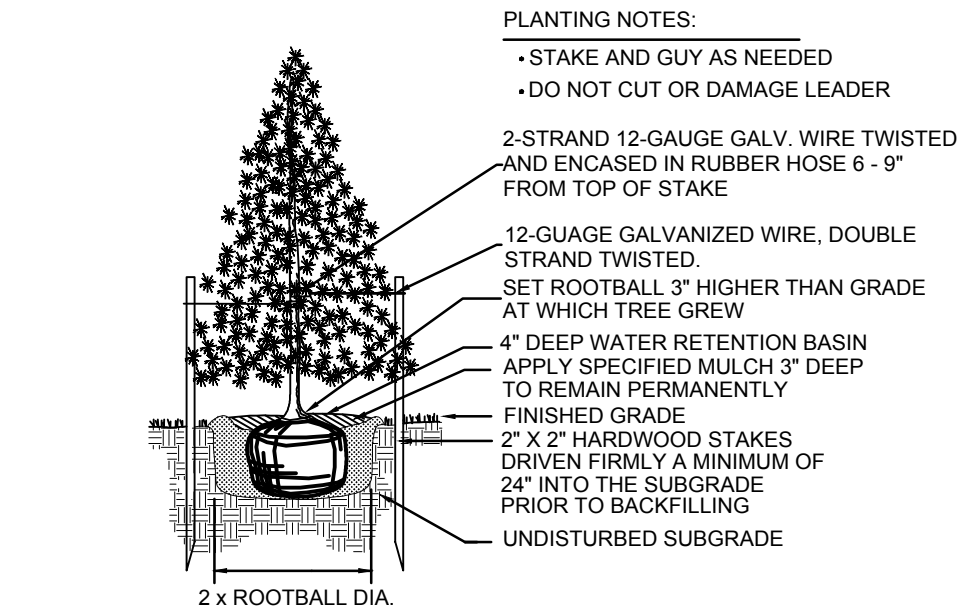 PLANTING NOTES:
• STAKE AND GUY AS NEEDED
• DO NOT CUT OR DAMAGE LEADER
2-STRAND 12-GAUGE GALV. WIRE TWISTED
AND ENCASED IN RUBBER HOSE 6 - 9"
FROM TOP OF STAKE
12-GUAGE GALVANIZED WIRE, DOUBLE
STRAND TWISTED.
SET ROOTBALL 3" HIGHER THAN GRADE
AT WHICH TREE GREW
4" DEEP WATER RETENTION BASIN
APPLY SPECIFIED MULCH 3" DEEP
TO REMAIN PERMANENTLY
FINISHED GRADE
2" X 2" HARDWOOD STAKES
DRIVEN FIRMLY A MINIMUM OF
24" INTO THE SUBGRADE
PRIOR TO BACKFILLING
UNDISTURBED SUBGRADE
2 x ROOTBALL DIA.